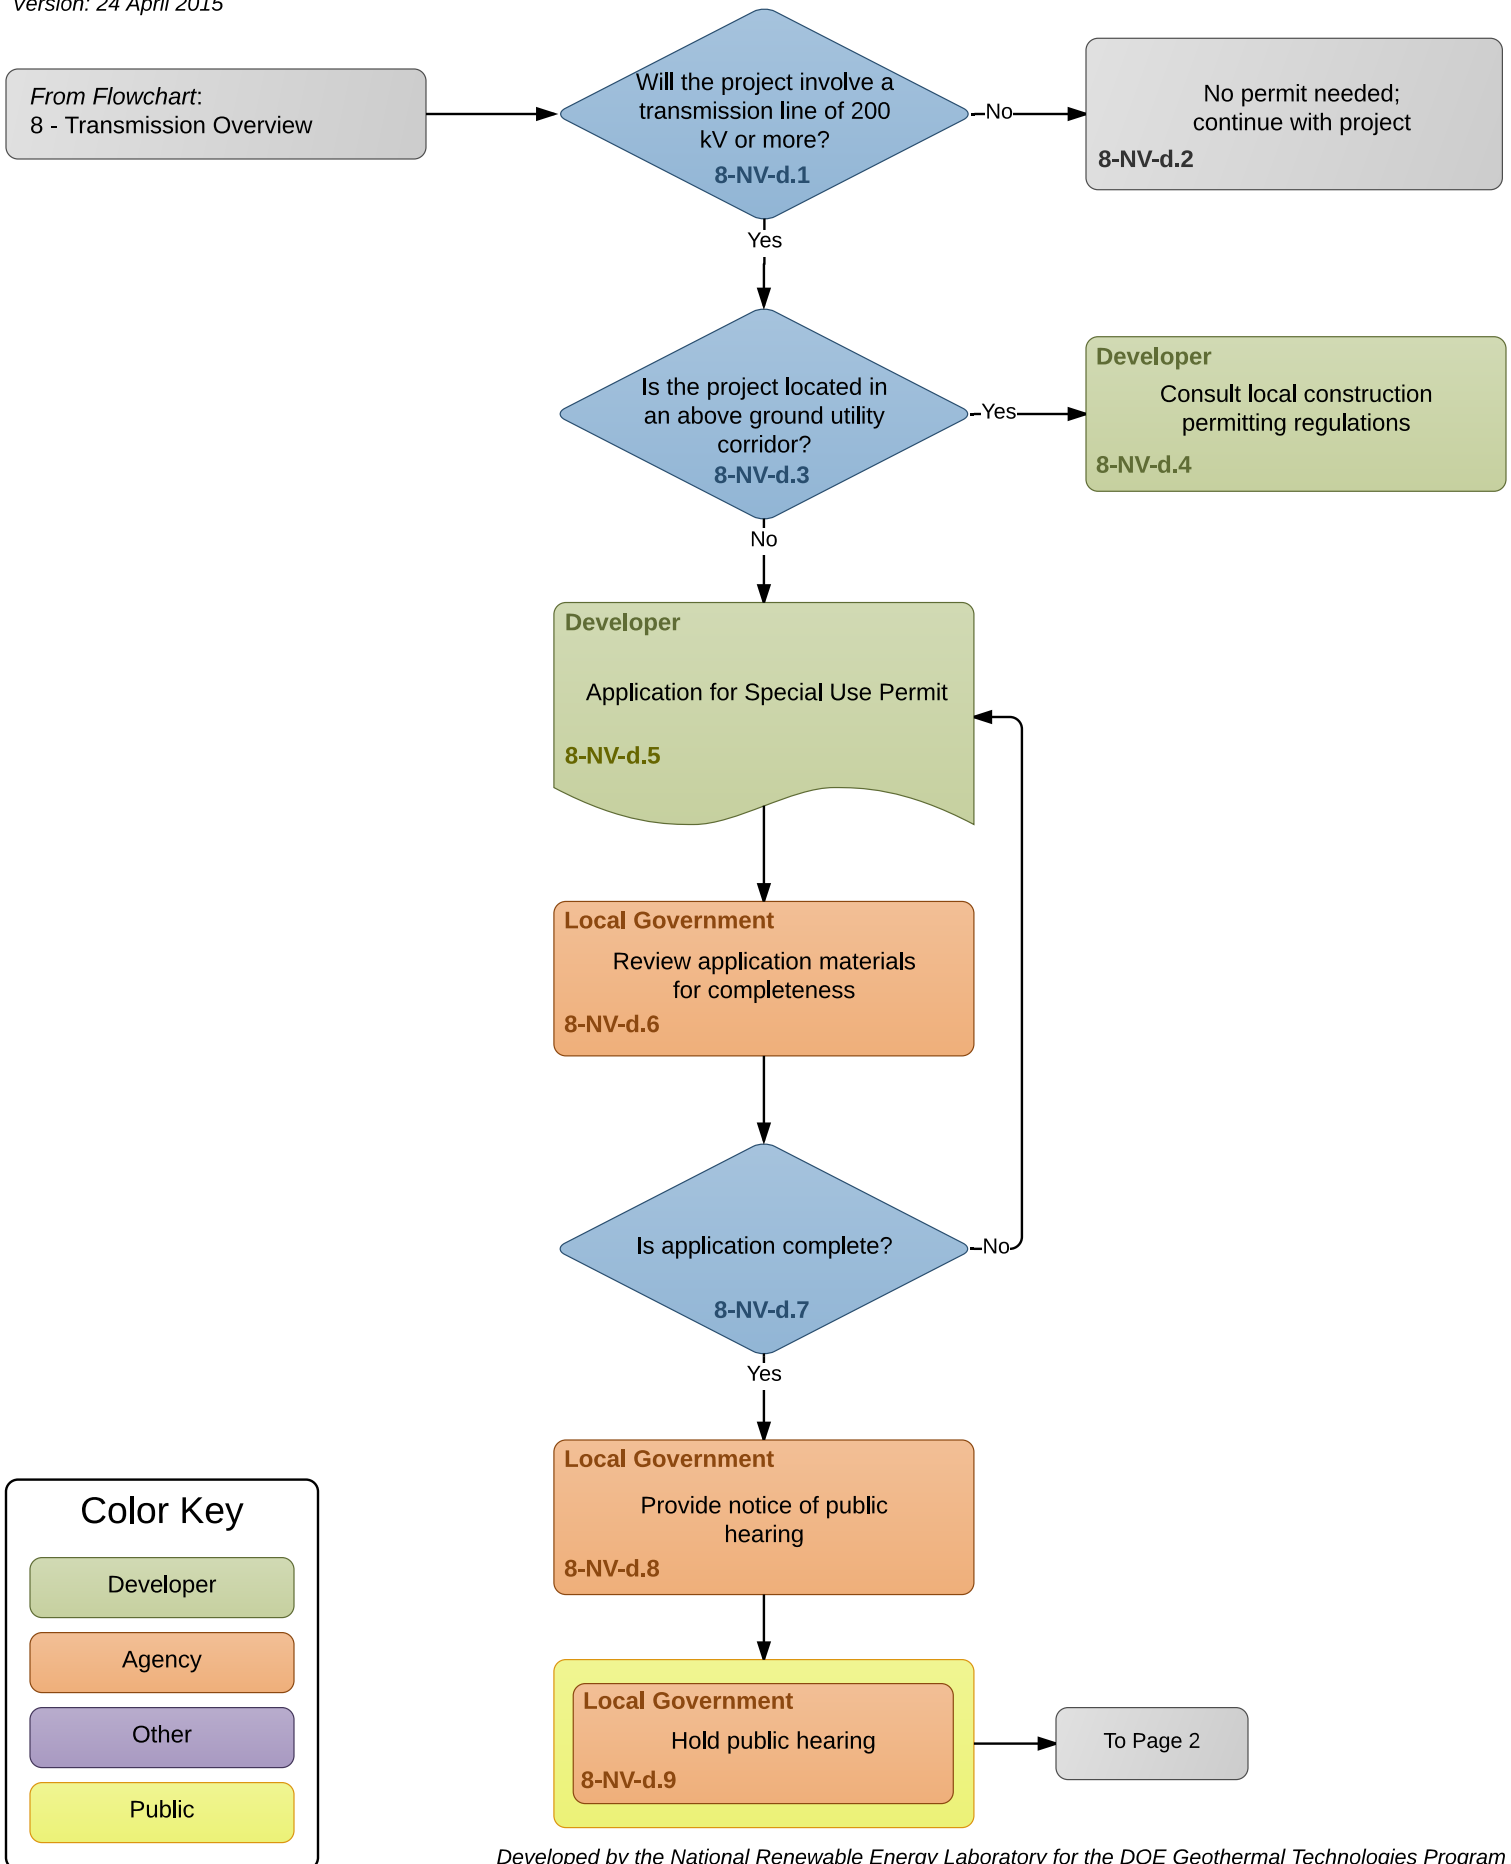 Version: 24 April 2015
From Flowchart:
8 - Transmission Overview
Will the project involve a
transmission line of 200
kV or more?
8-NV-d.1
No
No permit needed;
continue with project
8-NV-d.2
Yes
Is the project located in
an above ground utility
corridor?
8-NV-d.3
Yes
Developer
Consult local construction
permitting regulations
8-NV-d.4
No
Developer
Application for Special Use Permit
8-NV-d.5
Local Government
Review application materials
for completeness
8-NV-d.6
Is application complete?
8-NV-d.7
No
Yes
Local Government
Provide notice of public
hearing
8-NV-d.8
Local Government
Hold public hearing
8-NV-d.9
To Page 2
Color Key
Developer
Agency
Other
Public
Developed by the National Renewable Energy Laboratory for the DOE Geothermal Technologies Program